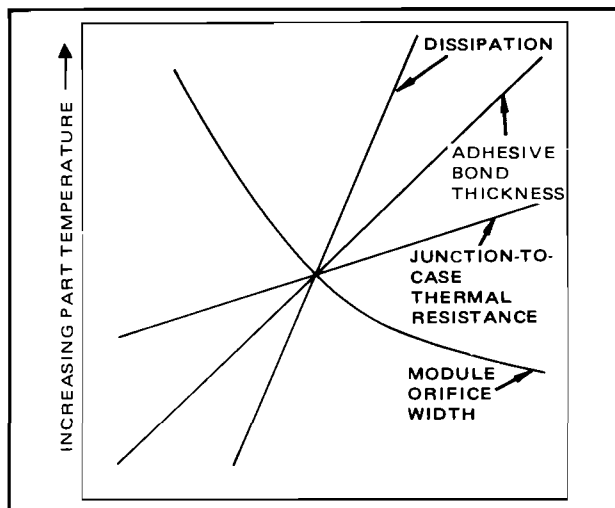 INCREASING PART TEMPERATURE
DISSIPATION
ADHESIVE
BOND
THICKNESS
JUNCTION-TO-
CASE
THERMAL
RESISTANCE
MODULE
ORIFICE
WIDTH